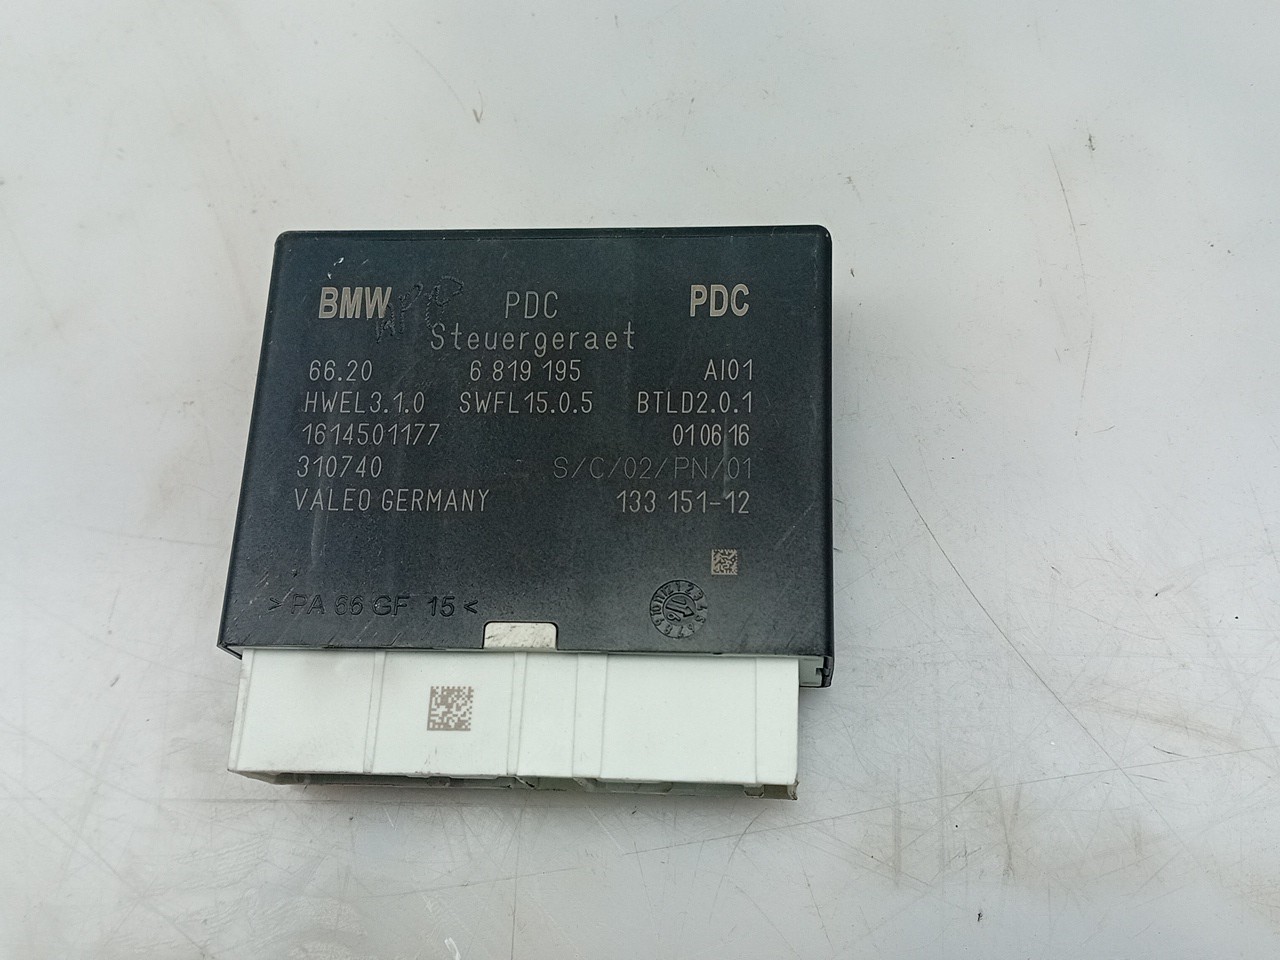 BMW PDC PDC
Steuergeraet
66.20 6 819 195 AI01
HWEL3.1.0 SWFL15.0.5 BTLD2.0.1
1614501177 010616
310740 S/C/02/PN/01
VALEO GERMANY 133 151-12
>PA 66 GF 15<